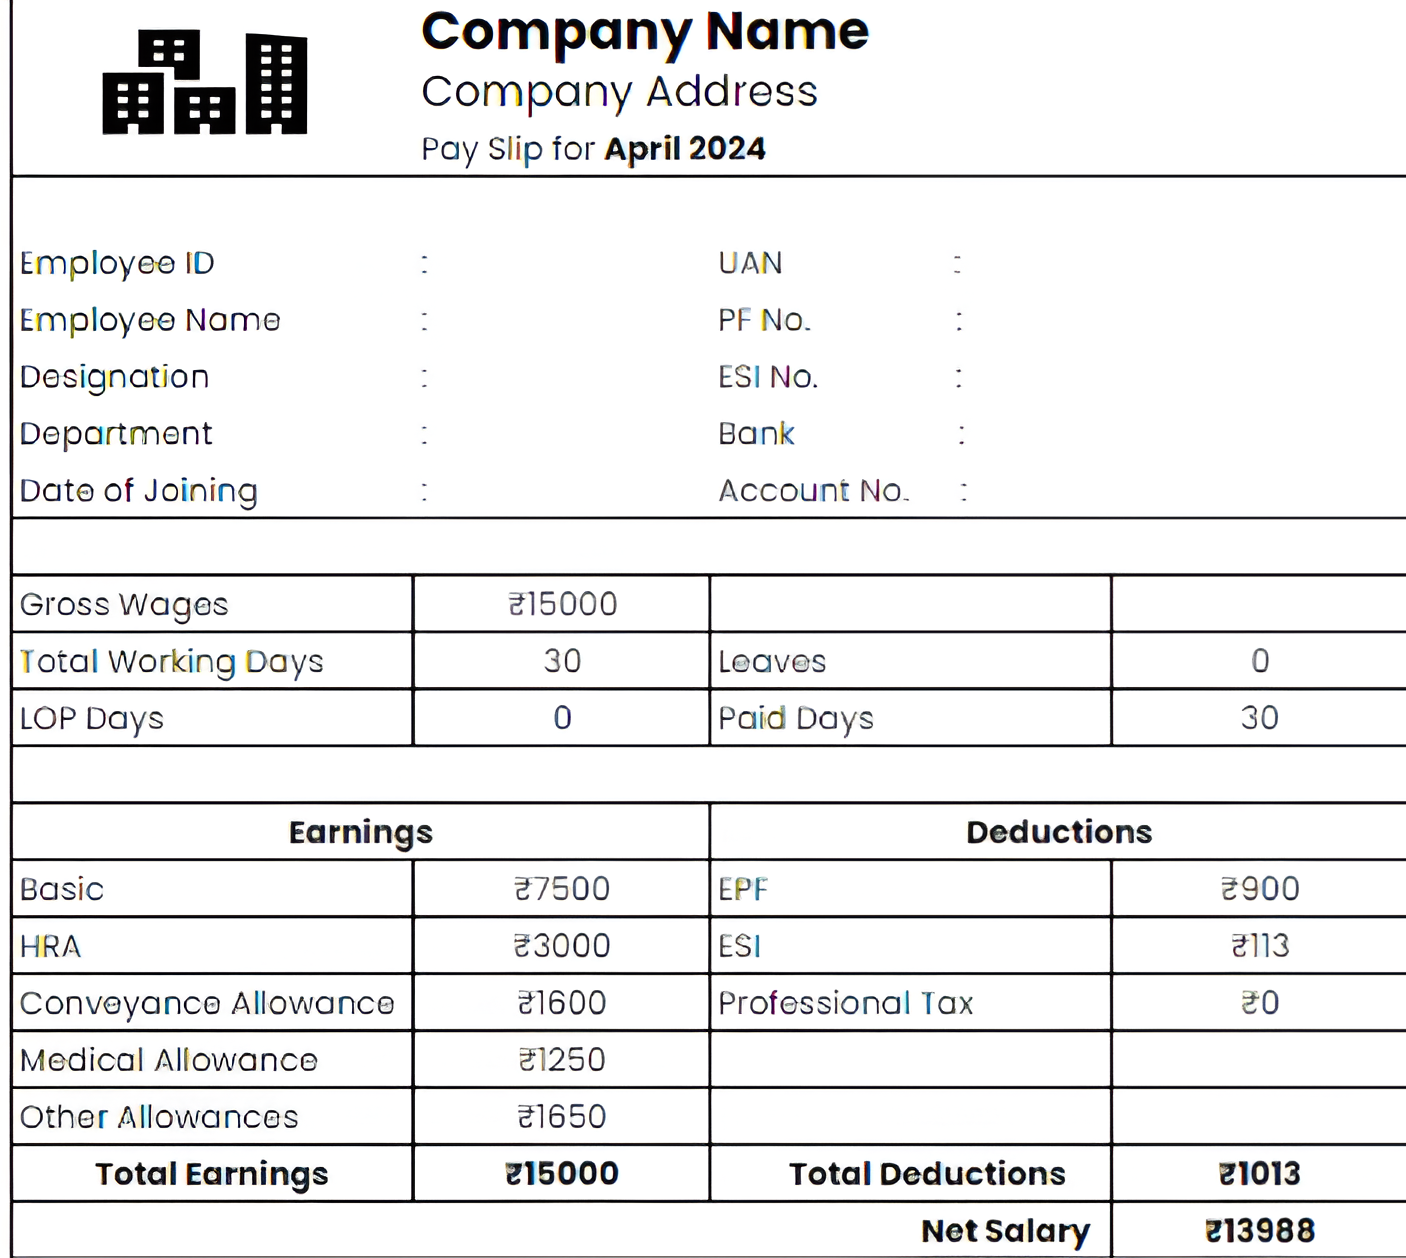 Company Name
Company Address
Pay Slip for April 2024
Employee ID : UAN :
Employee Name : PF No. :
Designation : ESI No. :
Department : Bank :
Date of Joining : Account No. :
Gross Wages ₹15000
Total Working Days 30 Leaves 0
LOP Days 0 Paid Days 30
Earnings Deductions
Basic ₹7500 EPF ₹900
HRA ₹3000 ESI ₹113
Conveyance Allowance ₹1600 Professional Tax ₹0
Medical Allowance ₹1250
Other Allowances ₹1650
Total Earnings ₹15000 Total Deductions ₹1013
Net Salary ₹13988